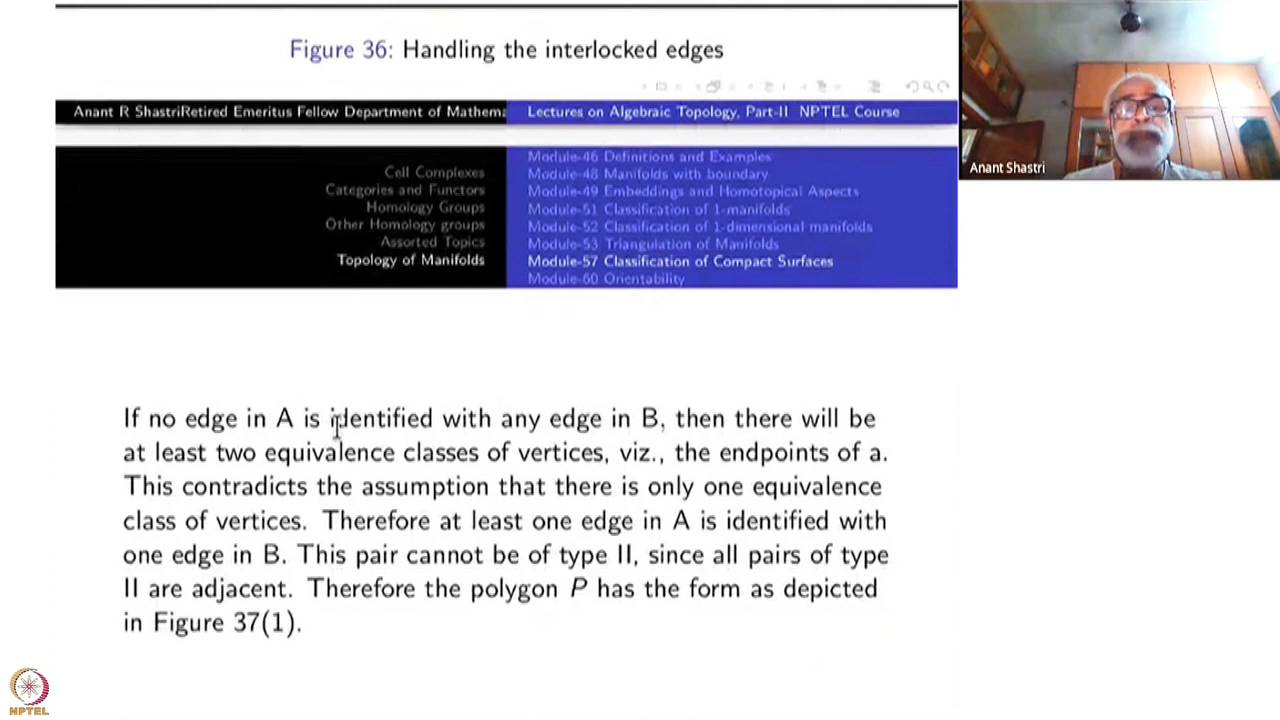 Figure 36: Handling the interlocked edges
Anant R ShastriRetired Emeritus Fellow Department of Mathema
Lectures on Algebraic Topology, Part-II NPTEL Course
Cell Complexes
Categories and Functors
Homology Groups
Other Homology groups
Assorted Topics
Topology of Manifolds
Module-46 Definitions and Examples
Module-48 Manifolds with boundary
Module-49 Embeddings and Homotopical Aspects
Module-51 Classification of 1-manifolds
Module-52 Classification of 1-dimensional manifolds
Module-53 Triangulation of Manifolds
Module-57 Classification of Compact Surfaces
Module-60 Orientability
Anant Shastri
If no edge in A is identified with any edge in B, then there will be
at least two equivalence classes of vertices, viz., the endpoints of a.
This contradicts the assumption that there is only one equivalence
class of vertices. Therefore at least one edge in A is identified with
one edge in B. This pair cannot be of type II, since all pairs of type
II are adjacent. Therefore the polygon P has the form as depicted
in Figure 37(1).
NPTEL